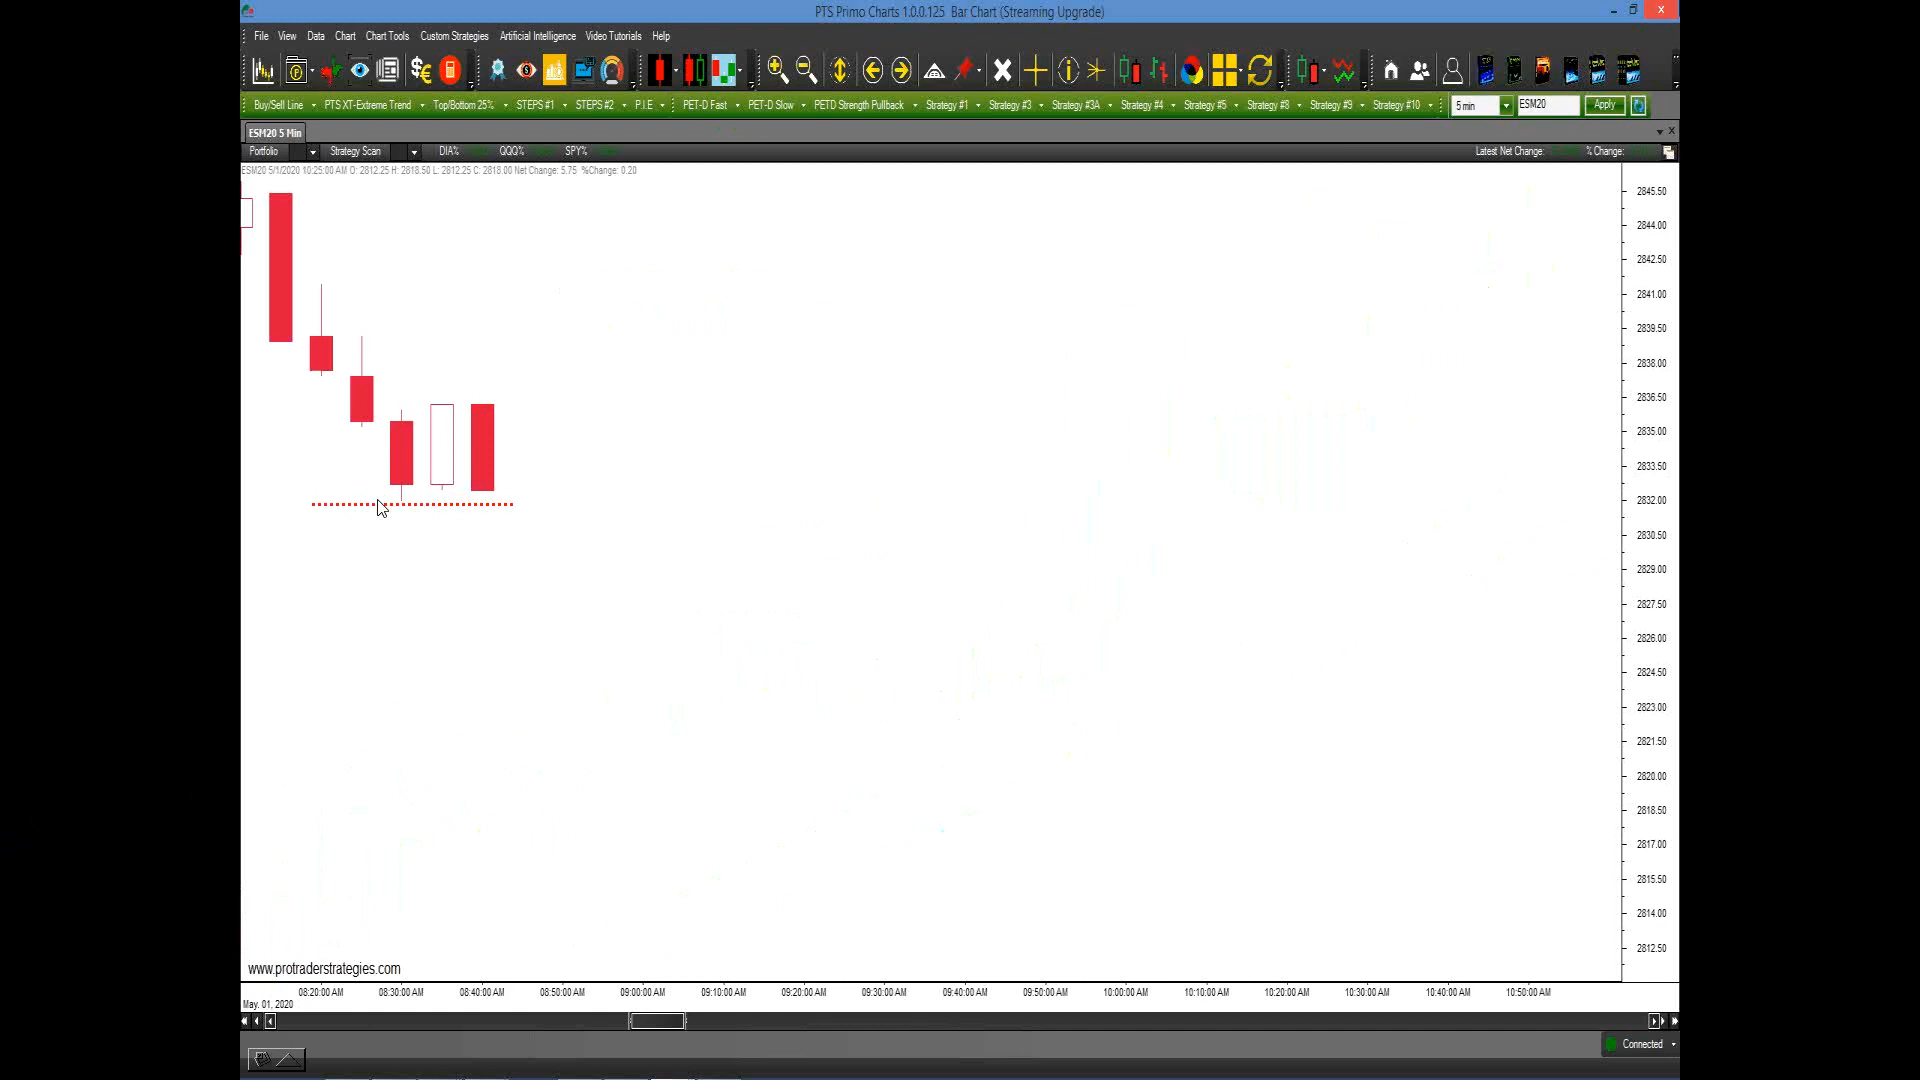 PTS Primo Charts 1.0.0.125 Bar Chart (Streaming Upgrade)
File View Data Chart Chart Tools Custom Strategies Artificial Intelligence Video Tutorials Help
Buy/Sell Line PTS XT-Extreme Trend Top/Bottom 25% STEPS #1 STEPS #2 P.I.E PET-D Fast PET-D Slow PETD Strength Pullback Strategy #1 Strategy #3 Strategy #3A Strategy #4 Strategy #5 Strategy #8 Strategy #9 Strategy #10 5 min ESM20 Apply
ESM20 5 Min
Portfolio Strategy Scan DIA% QQQ% SPY% Latest Net Change: % Change:
ESM20 5/1/2020 10:25:00 AM O: 2812.25 H: 2818.50 L: 2812.25 C: 2818.00 Net Change: 5.75 %Change: 0.20
2845.50
2844.00
2842.50
2841.00
2839.50
2838.00
2836.50
2835.00
2833.50
2832.00
2830.50
2829.00
2827.50
2826.00
2824.50
2823.00
2821.50
2820.00
2818.50
2817.00
2815.50
2814.00
2812.50
www.protraderstrategies.com
08:20:00 AM 08:30:00 AM 08:40:00 AM 08:50:00 AM 09:00:00 AM 09:10:00 AM 09:20:00 AM 09:30:00 AM 09:40:00 AM 09:50:00 AM 10:00:00 AM 10:10:00 AM 10:20:00 AM 10:30:00 AM 10:40:00 AM 10:50:00 AM
May. 01, 2020
Connected